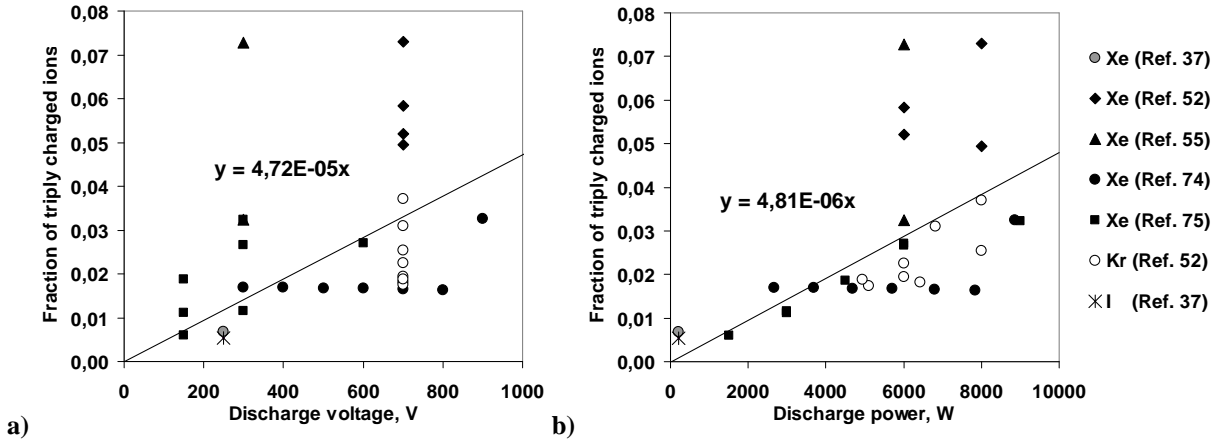 Fraction of triply charged ions
0,08
0,07
0,06
0,05
0,04
0,03
0,02
0,01
0,00
y = 4,72E-05x
0 200 400 600 800 1000
Discharge voltage, V
a)
Fraction of triply charged ions
0,08
0,07
0,06
0,05
0,04
0,03
0,02
0,01
0,00
y = 4,81E-06x
0 2000 4000 6000 8000 10000
Discharge power, W
b)
Xe (Ref. 37)
Xe (Ref. 52)
Xe (Ref. 55)
Xe (Ref. 74)
Xe (Ref. 75)
Kr (Ref. 52)
I (Ref. 37)